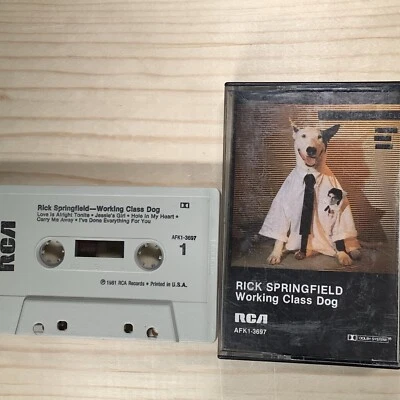 Rick Springfield—Working Class Dog
Love Is Alright Tonite • Jessie's Girl • Hole in My Heart •
Carry Me Away • I've Done Everything For You
AFK1-3697
1
RCA
℗ 1981 RCA Records • Printed in U.S.A.
RICK SPRINGFIELD
Working Class Dog
RCA
AFK1-3697
DOLBY SYSTEM